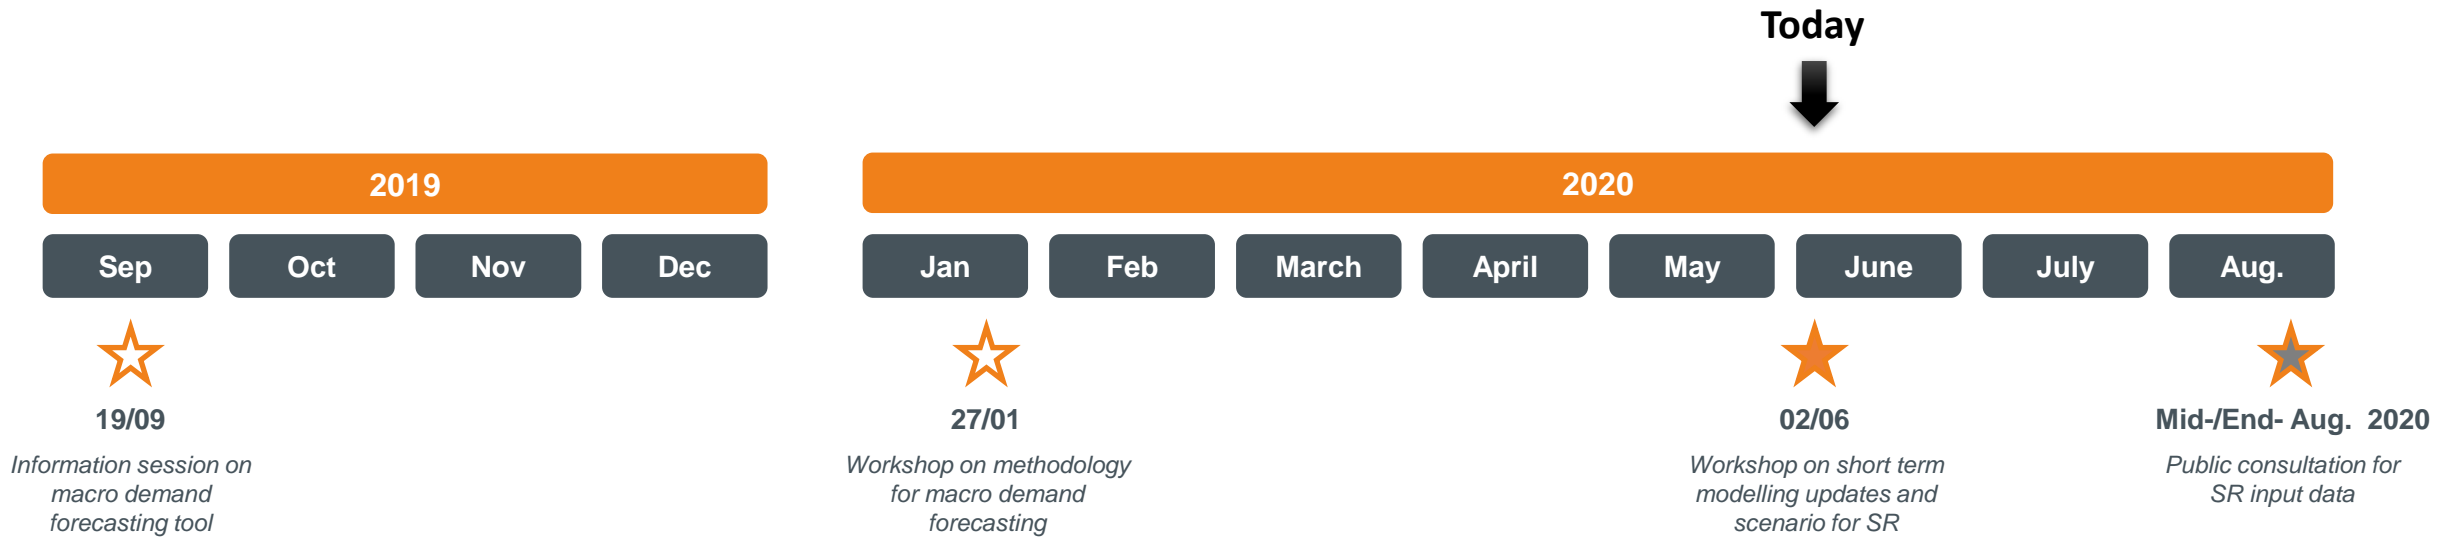 Today
2019
2020
Sep
Oct
Nov
Dec
Jan
Feb
March
April
May
June
July
Aug.
19/09
Information session on
macro demand
forecasting tool
27/01
Workshop on methodology
for macro demand
forecasting
02/06
Workshop on short term
modelling updates and
scenario for SR
Mid-/End- Aug. 2020
Public consultation for
SR input data